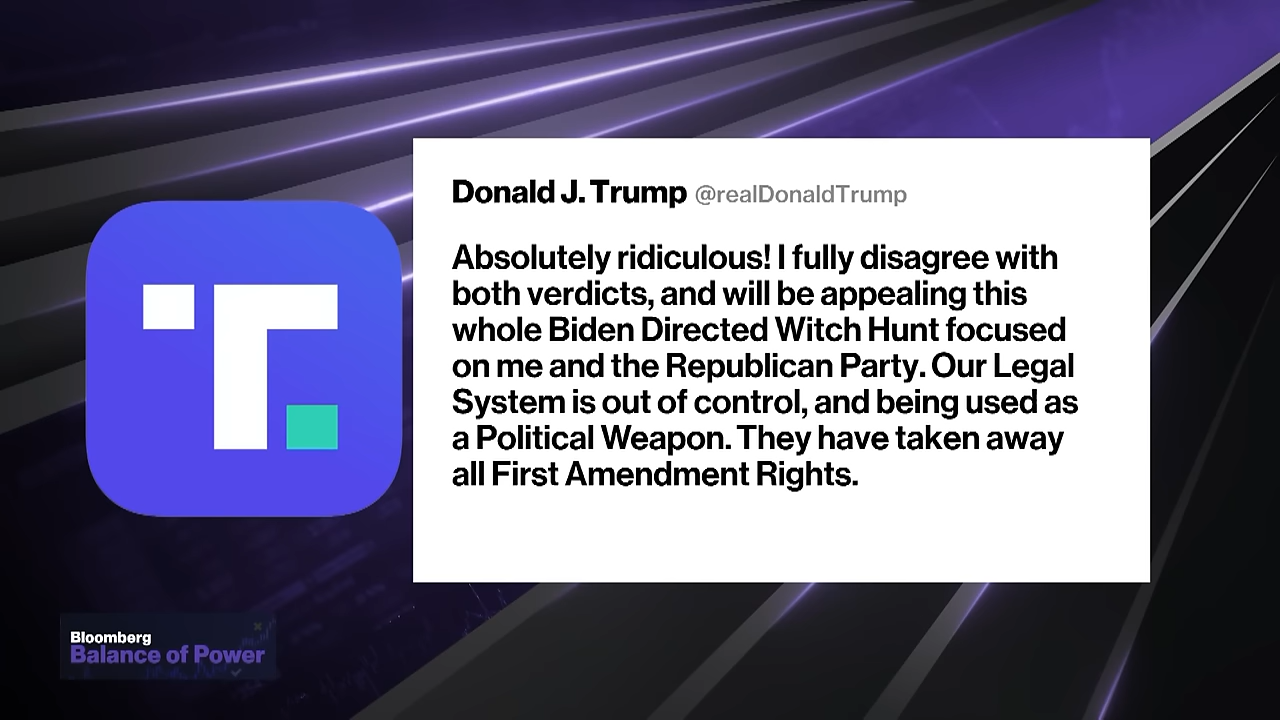 Donald J. Trump @realDonaldTrump
Absolutely ridiculous! I fully disagree with
both verdicts, and will be appealing this
whole Biden Directed Witch Hunt focused
on me and the Republican Party. Our Legal
System is out of control, and being used as
a Political Weapon. They have taken away
all First Amendment Rights.
T.
Bloomberg
Balance of Power